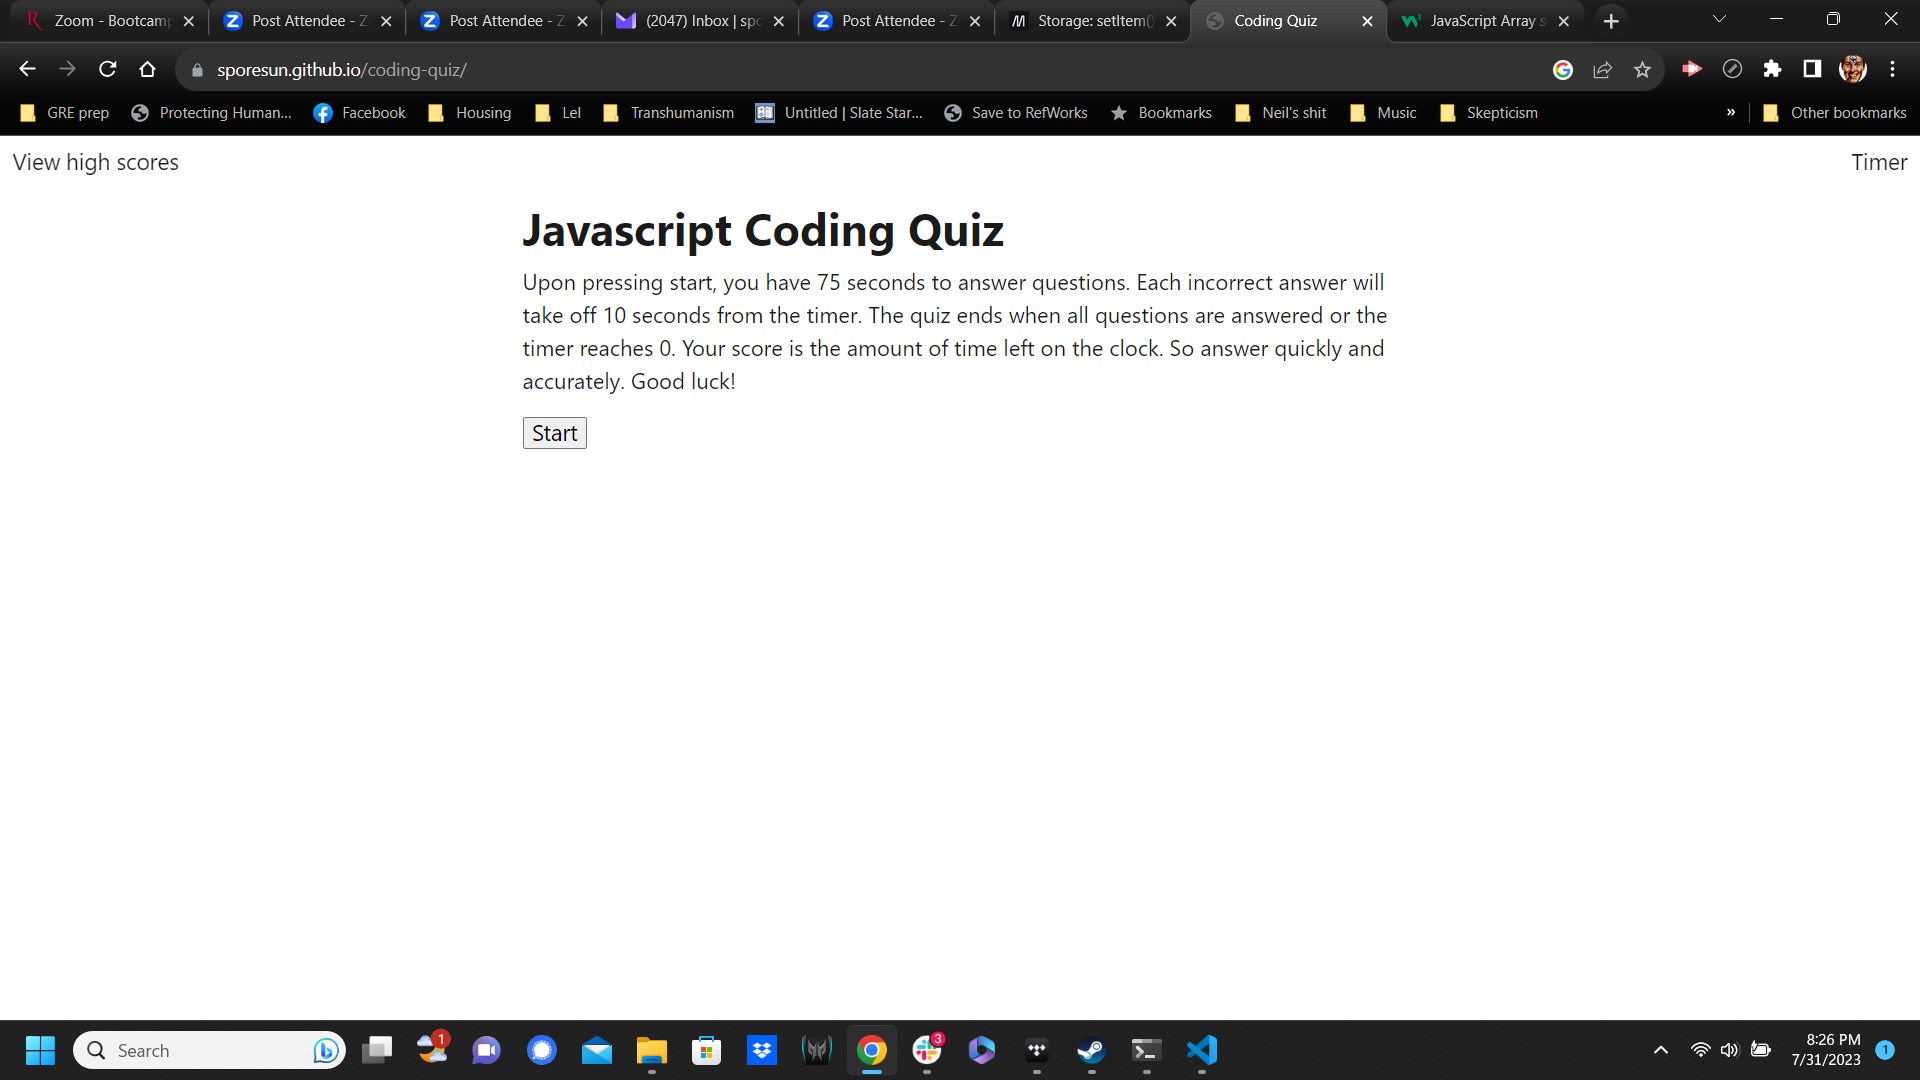 Zoom - Bootcamp
Post Attendee - Z
Post Attendee - Z
(2047) Inbox | spo
Post Attendee - Z
Storage: setItem()
Coding Quiz
JavaScript Array s
sporesun.github.io/coding-quiz/
GRE prep
Protecting Human...
Facebook
Housing
Lel
Transhumanism
Untitled | Slate Star...
Save to RefWorks
Bookmarks
Neil's shit
Music
Skepticism
»
Other bookmarks
View high scores
Timer
Javascript Coding Quiz
Upon pressing start, you have 75 seconds to answer questions. Each incorrect answer will
take off 10 seconds from the timer. The quiz ends when all questions are answered or the
timer reaches 0. Your score is the amount of time left on the clock. So answer quickly and
accurately. Good luck!
Start
Search
1
3
8:26 PM
7/31/2023
1